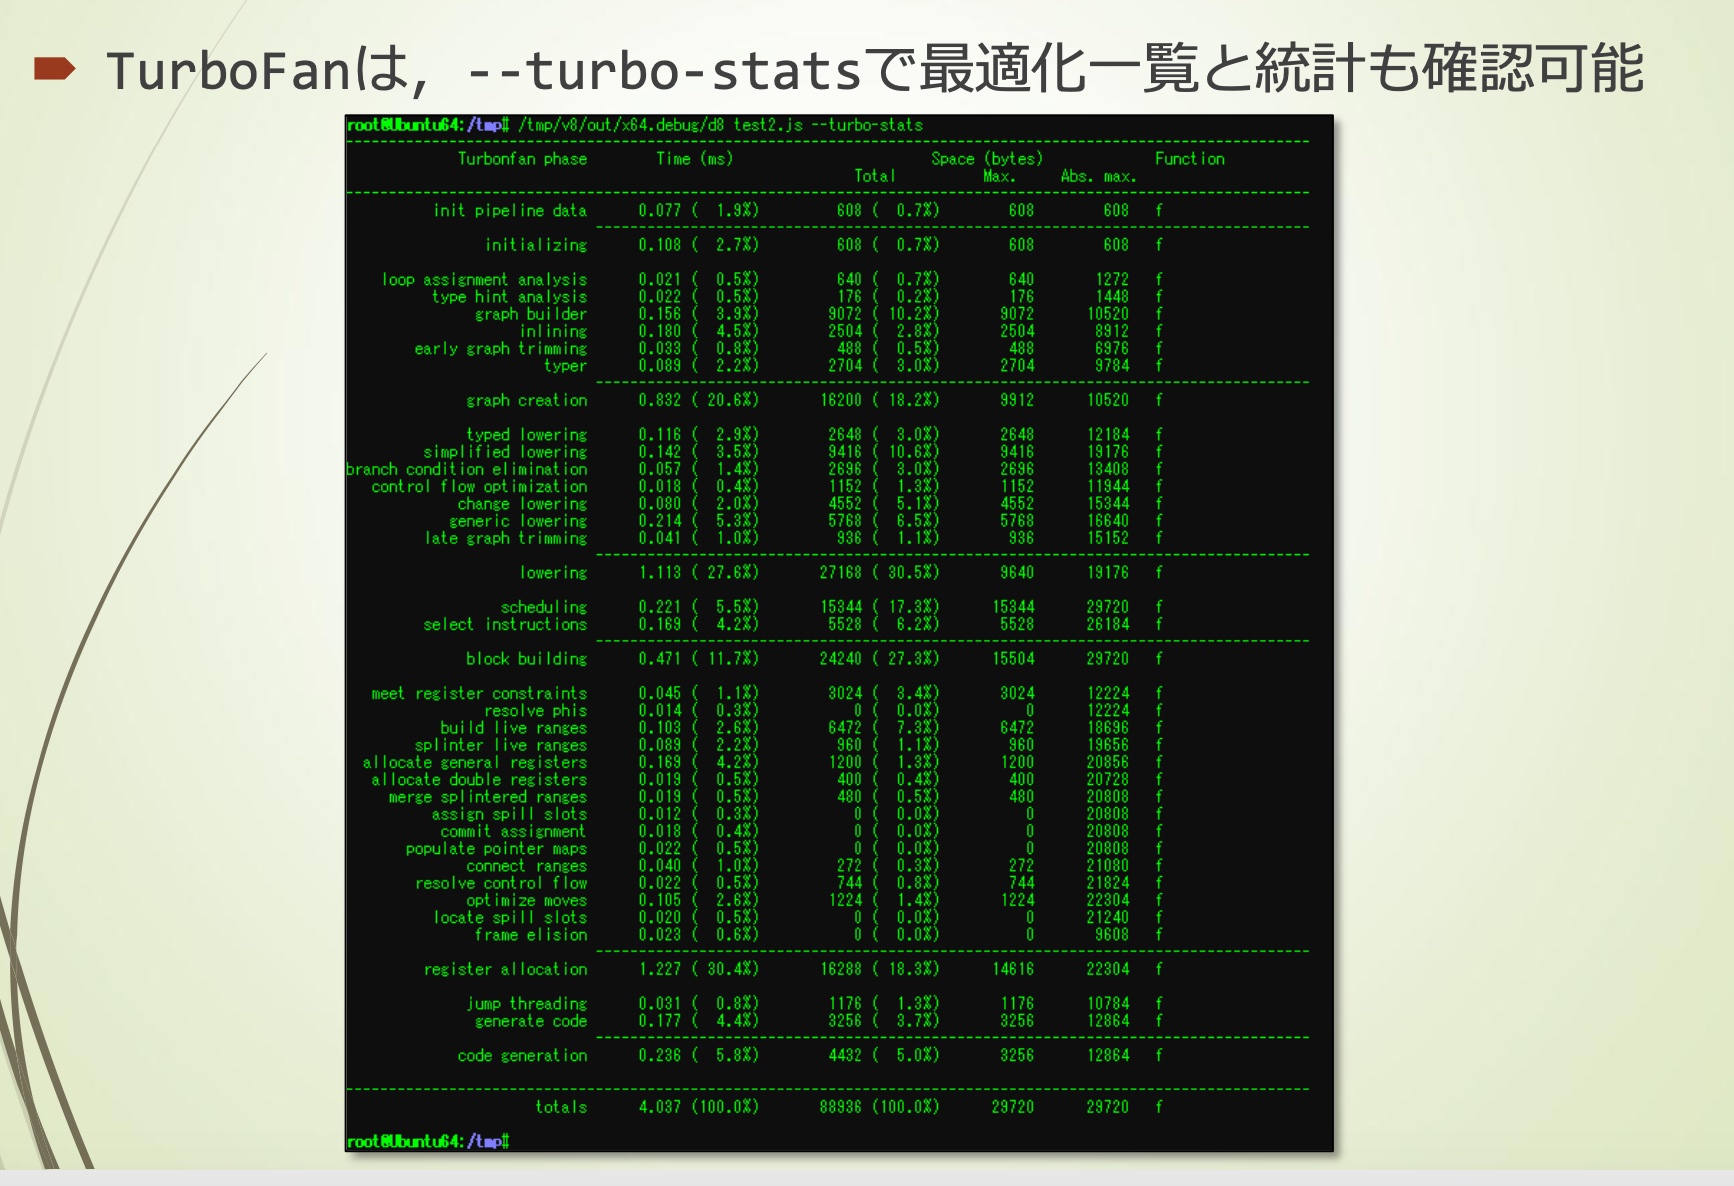 TurboFanは, --turbo-statsで最適化一覧と統計も確認可能
root@Ubuntu64:/tmp# /tmp/v8/out/x64.debug/d8 test2.js --turbo-stats
Turbonfan phase Time (ms) Space (bytes) Function
Total Max. Abs. max.
init pipeline data 0.077 ( 1.9%) 608 ( 0.7%) 608 608 f
initializing 0.108 ( 2.7%) 608 ( 0.7%) 608 608 f
loop assignment analysis 0.021 ( 0.5%) 640 ( 0.7%) 640 1272 f
type hint analysis 0.022 ( 0.5%) 176 ( 0.2%) 176 1448 f
graph builder 0.156 ( 3.9%) 9072 ( 10.2%) 9072 10520 f
inlining 0.180 ( 4.5%) 2504 ( 2.8%) 2504 8912 f
early graph trimming 0.033 ( 0.8%) 488 ( 0.5%) 488 6976 f
typer 0.089 ( 2.2%) 2704 ( 3.0%) 2704 9784 f
graph creation 0.832 ( 20.6%) 16200 ( 18.2%) 9912 10520 f
typed lowering 0.116 ( 2.9%) 2648 ( 3.0%) 2648 12184 f
simplified lowering 0.142 ( 3.5%) 9416 ( 10.6%) 9416 19176 f
branch condition elimination 0.057 ( 1.4%) 2696 ( 3.0%) 2696 13408 f
control flow optimization 0.018 ( 0.4%) 1152 ( 1.3%) 1152 11944 f
change lowering 0.080 ( 2.0%) 4552 ( 5.1%) 4552 15344 f
generic lowering 0.214 ( 5.3%) 5768 ( 6.5%) 5768 16640 f
late graph trimming 0.041 ( 1.0%) 936 ( 1.1%) 936 15152 f
lowering 1.113 ( 27.6%) 27168 ( 30.5%) 9640 19176 f
scheduling 0.221 ( 5.5%) 15344 ( 17.3%) 15344 29720 f
select instructions 0.169 ( 4.2%) 5528 ( 6.2%) 5528 26184 f
block building 0.471 ( 11.7%) 24240 ( 27.3%) 15504 29720 f
meet register constraints 0.045 ( 1.1%) 3024 ( 3.4%) 3024 12224 f
resolve phis 0.014 ( 0.3%) 0 ( 0.0%) 0 12224 f
build live ranges 0.103 ( 2.6%) 6472 ( 7.3%) 6472 18696 f
splinter live ranges 0.089 ( 2.2%) 960 ( 1.1%) 960 19656 f
allocate general registers 0.169 ( 4.2%) 1200 ( 1.3%) 1200 20856 f
allocate double registers 0.019 ( 0.5%) 400 ( 0.4%) 400 20728 f
merge splintered ranges 0.019 ( 0.5%) 480 ( 0.5%) 480 20808 f
assign spill slots 0.012 ( 0.3%) 0 ( 0.0%) 0 20808 f
commit assignment 0.018 ( 0.4%) 0 ( 0.0%) 0 20808 f
populate pointer maps 0.022 ( 0.5%) 0 ( 0.0%) 0 20808 f
connect ranges 0.040 ( 1.0%) 272 ( 0.3%) 272 21080 f
resolve control flow 0.022 ( 0.5%) 744 ( 0.8%) 744 21824 f
optimize moves 0.105 ( 2.6%) 1224 ( 1.4%) 1224 22304 f
locate spill slots 0.020 ( 0.5%) 0 ( 0.0%) 0 21240 f
frame elision 0.023 ( 0.6%) 0 ( 0.0%) 0 9608 f
register allocation 1.227 ( 30.4%) 16288 ( 18.3%) 14616 22304 f
jump threading 0.031 ( 0.8%) 1176 ( 1.3%) 1176 10784 f
generate code 0.177 ( 4.4%) 3256 ( 3.7%) 3256 12864 f
code generation 0.236 ( 5.8%) 4432 ( 5.0%) 3256 12864 f
totals 4.037 (100.0%) 88936 (100.0%) 29720 29720 f
root@Ubuntu64:/tmp#